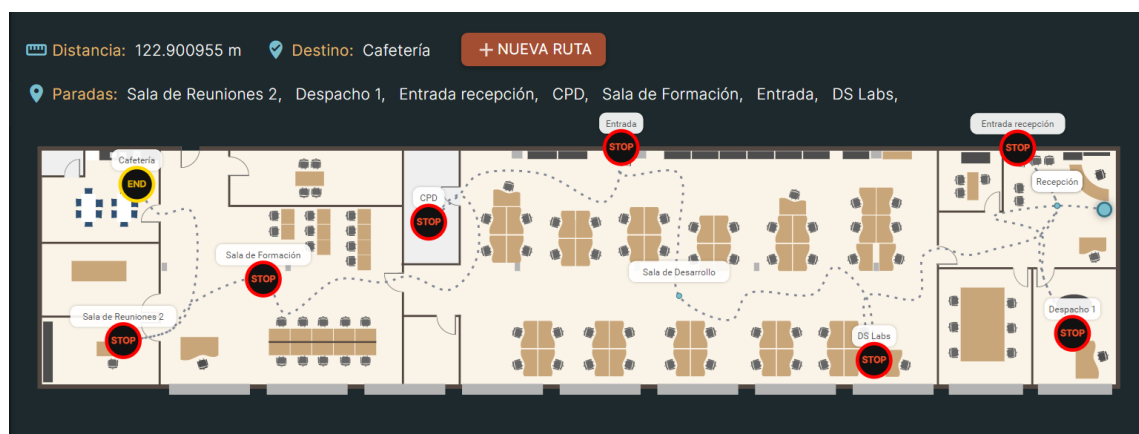 Distancia: 122.900955 m Destino: Cafetería + NUEVA RUTA
Paradas: Sala de Reuniones 2, Despacho 1, Entrada recepción, CPD, Sala de Formación, Entrada, DS Labs,
Entrada
STOP
Entrada recepción
STOP
Cafetería
END
Recepción
CPD
STOP
Sala de Formación
STOP
Sala de Desarrollo
Sala de Reuniones 2
STOP
Despacho 1
STOP
DS Labs
STOP